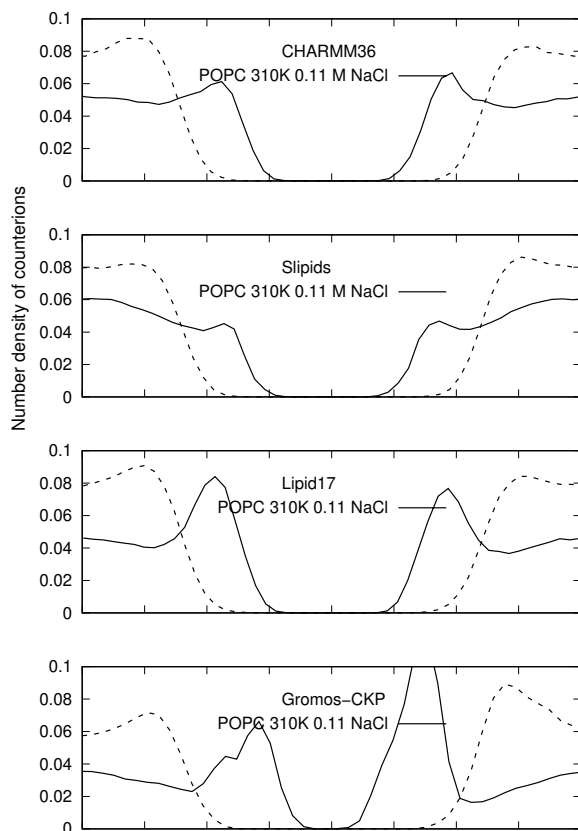 0.1
CHARMM36
0.08
POPC 310K 0.11 M NaCl
0.06
0.04
0.02
0
Number density of counterions
0.1
Slipids
0.08
POPC 310K 0.11 M NaCl
0.06
0.04
0.02
0
0.1
Lipid17
0.08
POPC 310K 0.11 NaCl
0.06
0.04
0.02
0
0.1
Gromos-CKP
0.08
POPC 310K 0.11 NaCl
0.06
0.04
0.02
0